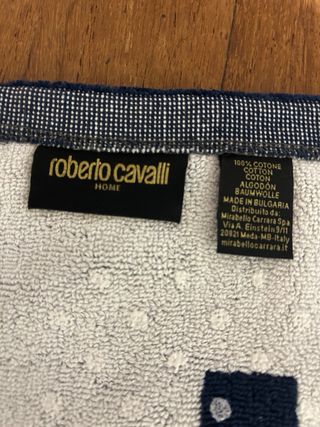 roberto cavalli
HOME
100% COTONE
COTTON
COTON
ALGODÓN
BAUMWOLLE
MADE IN BULGARIA
Distribuito da:
Mirabello Carrara Spa
Via A. Einstein 9/11
20821 Meda-MB-Italy
mirabellocarrara.it